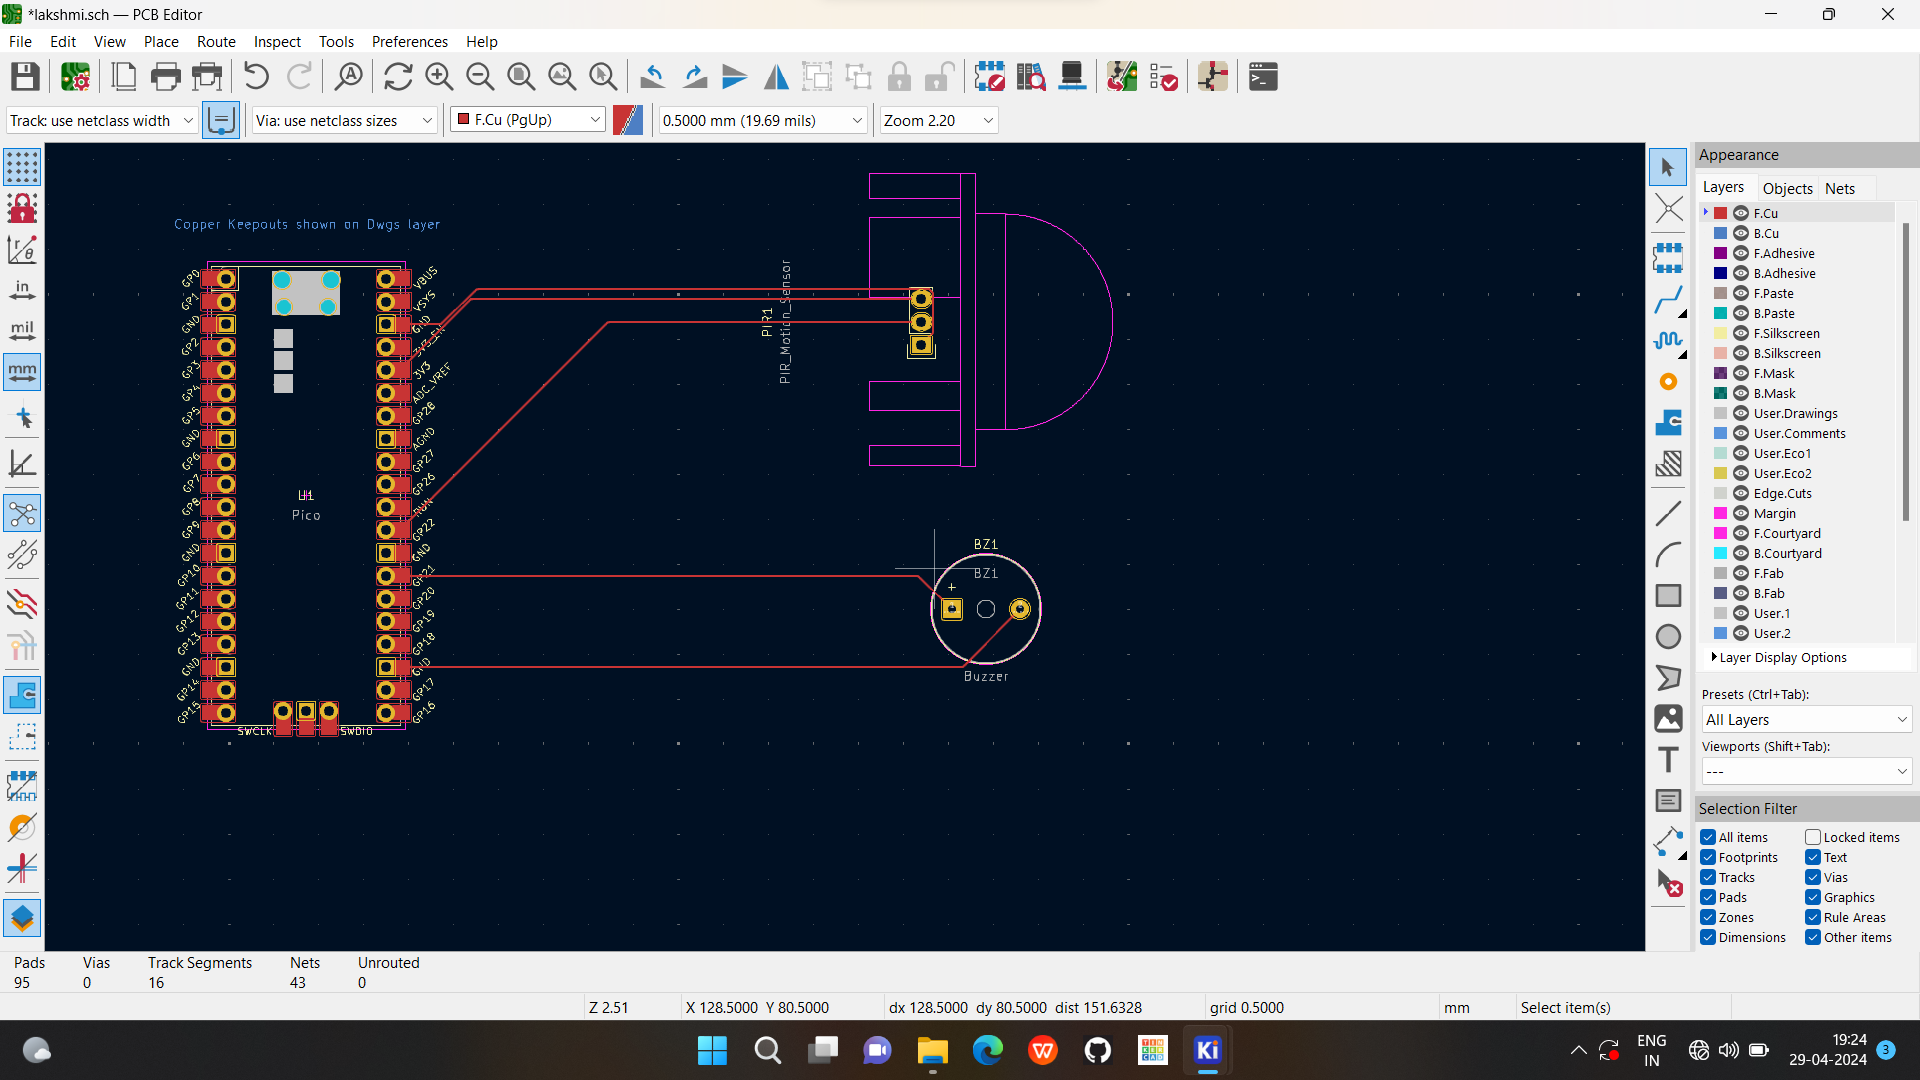 *lakshmi.sch — PCB Editor
File Edit View Place Route Inspect Tools Preferences Help
Track: use netclass width Via: use netclass sizes F.Cu (PgUp) 0.5000 mm (19.69 mils) Zoom 2.20
in
mil
mm
Copper Keepouts shown on Dwgs layer
GP0
GP1
GND
GP2
GP3
GP4
GP5
GND
GP6
GP7
GP8
GP9
GND
GP10
GP11
GP12
GP13
GND
GP14
GP15
VBUS
VSYS
GND
3V3_EN
3V3
ADC_VREF
GP28
AGND
GP27
GP26
RUN
GP22
GND
GP21
GP20
GP19
GP18
GND
GP17
GP16
U1
Pico
SWCLK SWDIO
PIR1
PIR_Motion_Sensor
BZ1
BZ1
+
Buzzer
Appearance
Layers Objects Nets
F.Cu
B.Cu
F.Adhesive
B.Adhesive
F.Paste
B.Paste
F.Silkscreen
B.Silkscreen
F.Mask
B.Mask
User.Drawings
User.Comments
User.Eco1
User.Eco2
Edge.Cuts
Margin
F.Courtyard
B.Courtyard
F.Fab
B.Fab
User.1
User.2
Layer Display Options
Presets (Ctrl+Tab):
All Layers
Viewports (Shift+Tab):
---
Selection Filter
All items Locked items
Footprints Text
Tracks Vias
Pads Graphics
Zones Rule Areas
Dimensions Other items
Pads Vias Track Segments Nets Unrouted
95 0 16 43 0
Z 2.51 X 128.5000 Y 80.5000 dx 128.5000 dy 80.5000 dist 151.6328 grid 0.5000 mm Select item(s)
TIN
KER
CAD
Ki
ENG
IN
19:24
29-04-2024
3